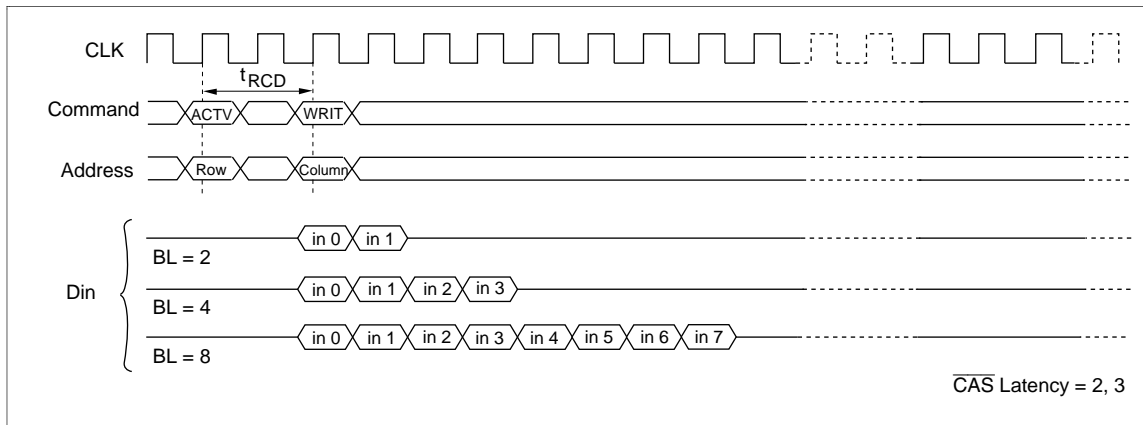 CLK
tRCD
Command ACTV WRIT
Address Row Column
in 0 in 1
BL = 2
Din
in 0 in 1 in 2 in 3
BL = 4
in 0 in 1 in 2 in 3 in 4 in 5 in 6 in 7
BL = 8
C̅A̅S̅ Latency = 2, 3